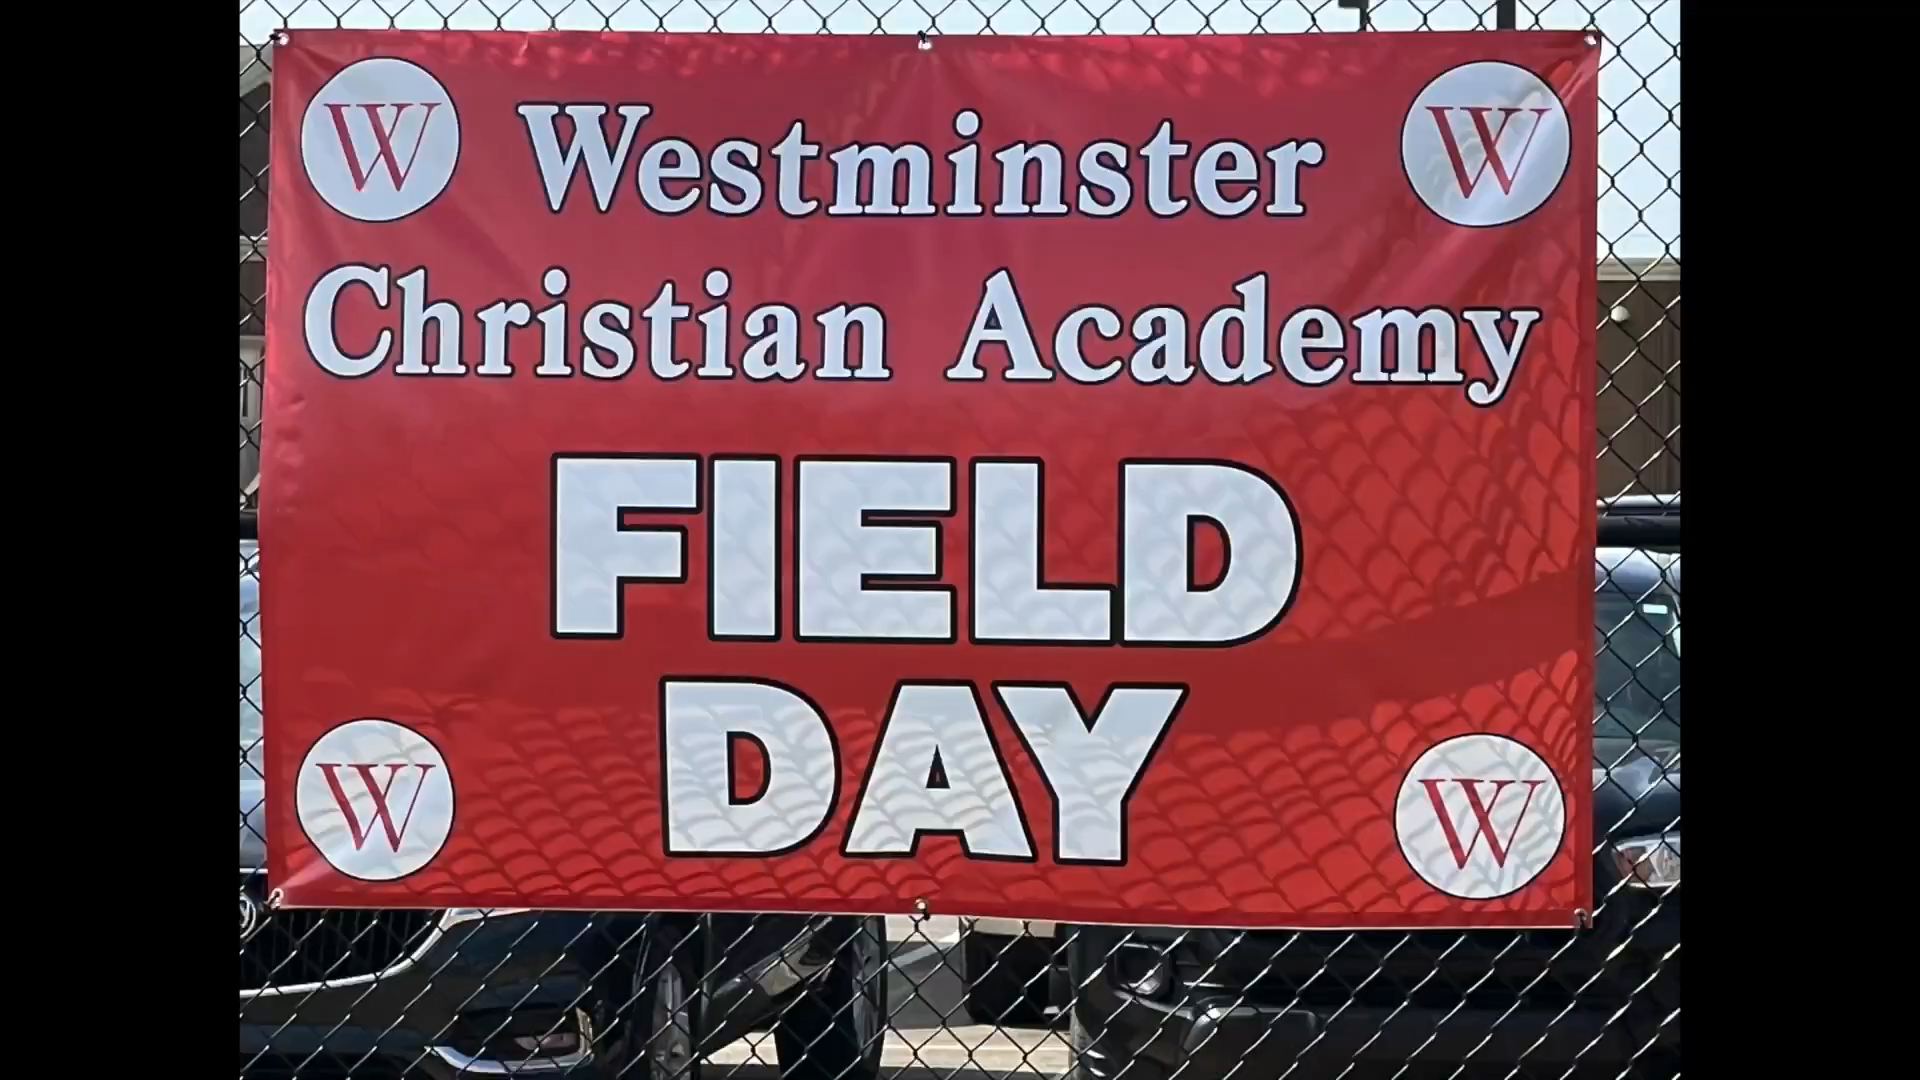 W W
Westminster
Christian Academy
FIELD
DAY
W W